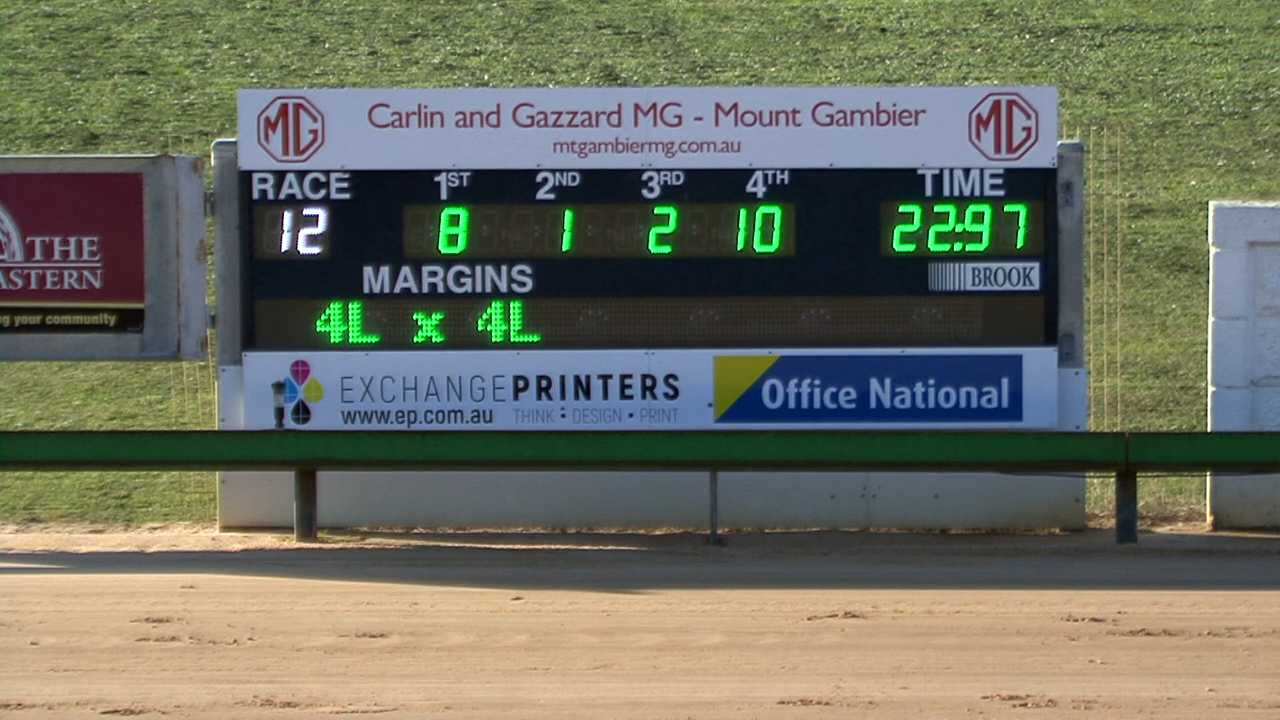 MG Carlin and Gazzard MG - Mount Gambier MG
mtgambiermg.com.au
RACE 1ST 2ND 3RD 4TH TIME
12 8 1 2 10 22:97
MARGINS BROOK
4L x 4L
THE
ASTERN
g your community
EXCHANGEPRINTERS
www.ep.com.au THINK : DESIGN • PRINT
Office National